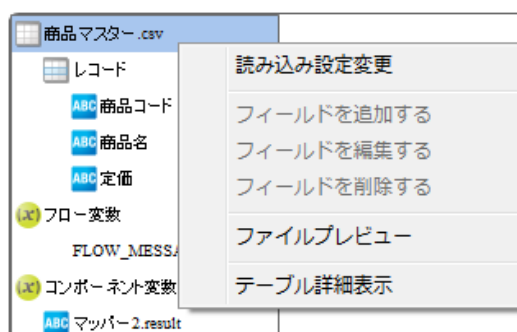 商品マスター.csv
レコード
ABC 商品コード
ABC 商品名
ABC 定価
(x) フロー変数
FLOW_MESSA
(x) コンポーネント変数
ABC マッパー2.result
読み込み設定変更
フィールドを追加する
フィールドを編集する
フィールドを削除する
ファイルプレビュー
テーブル詳細表示